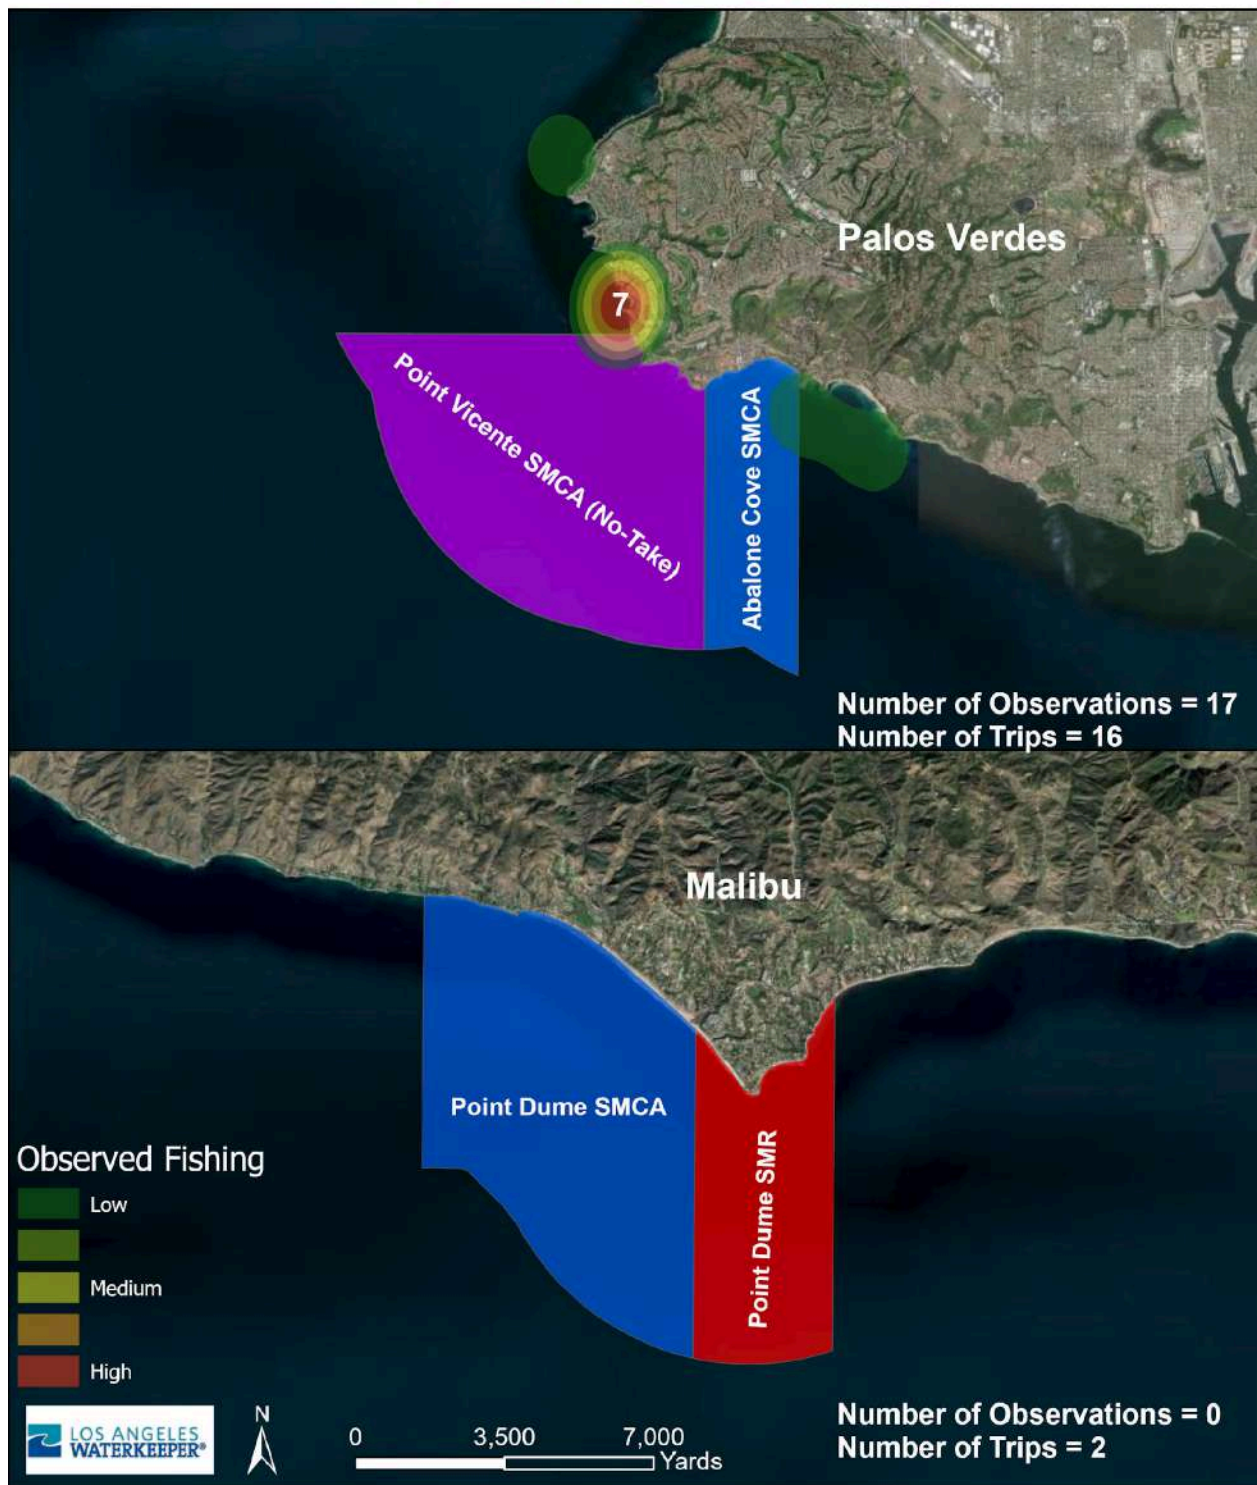 Palos Verdes
7
Point Vicente SMCA (No-Take)
Abalone Cove SMCA
Number of Observations = 17
Number of Trips = 16
Malibu
Point Dume SMCA
Point Dume SMR
Observed Fishing
Low
Medium
High
LOS ANGELES
WATERKEEPER®
N
0 3,500 7,000
Yards
Number of Observations = 0
Number of Trips = 2